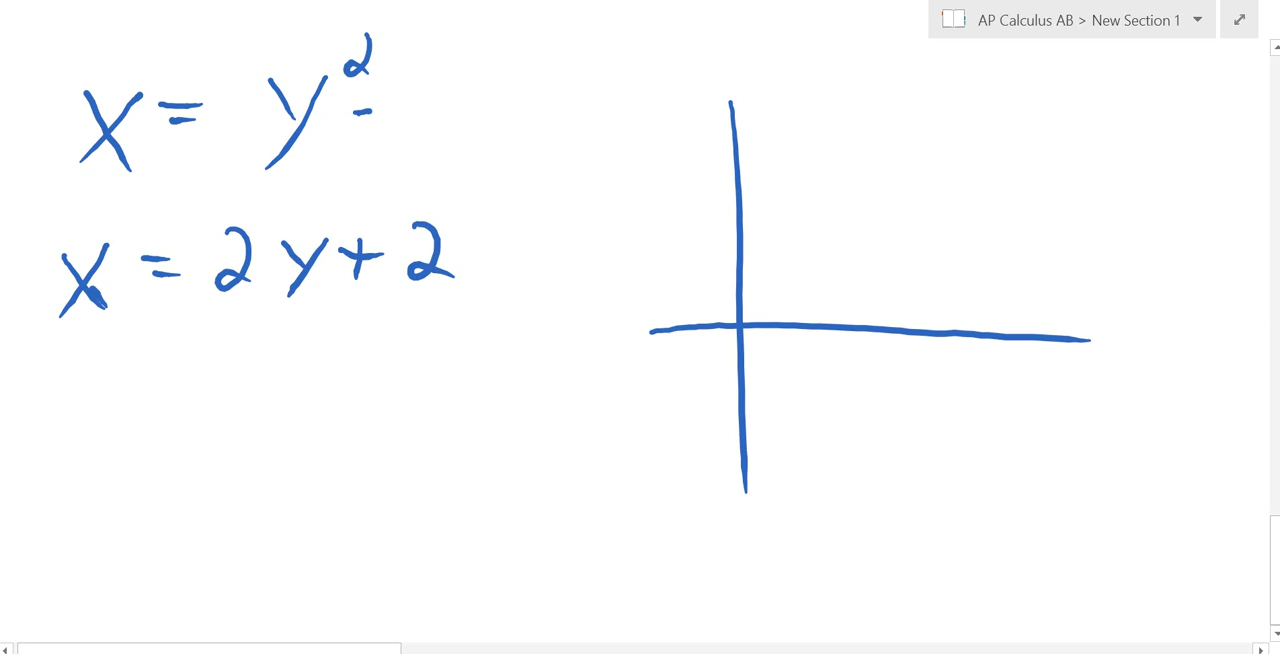 AP Calculus AB > New Section 1
x = y² -
x = 2y + 2